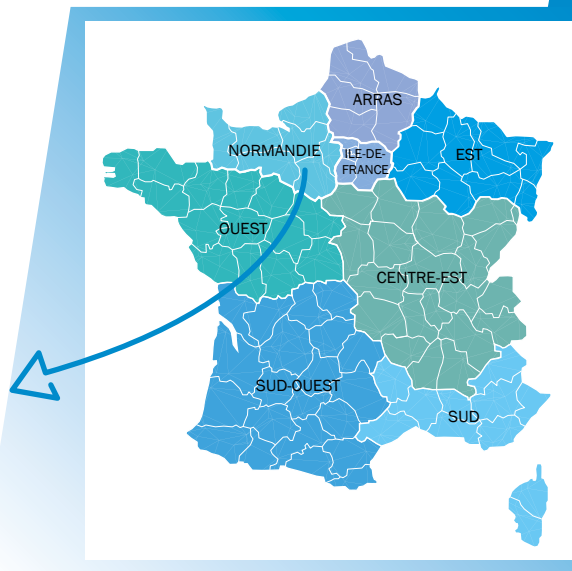 ARRAS
NORMANDIE
ILE-DE-
FRANCE
EST
OUEST
CENTRE-EST
SUD-OUEST
SUD